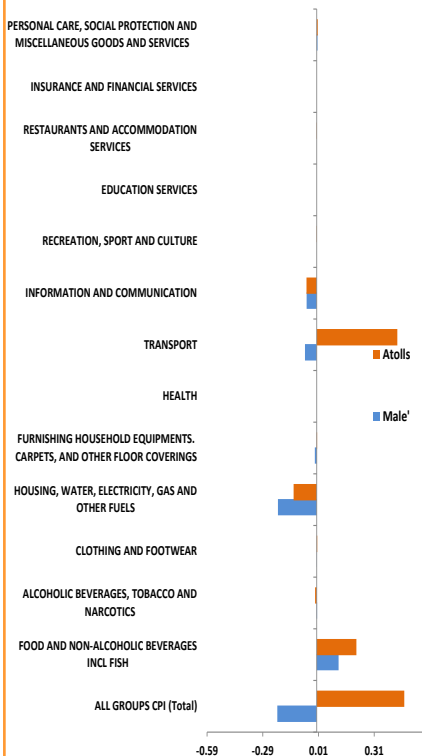 PERSONAL CARE, SOCIAL PROTECTION AND
MISCELLANEOUS GOODS AND SERVICES
INSURANCE AND FINANCIAL SERVICES
RESTAURANTS AND ACCOMMODATION
SERVICES
EDUCATION SERVICES
RECREATION, SPORT AND CULTURE
INFORMATION AND COMMUNICATION
TRANSPORT
Atolls
HEALTH
Male'
FURNISHING HOUSEHOLD EQUIPMENTS.
CARPETS, AND OTHER FLOOR COVERINGS
HOUSING, WATER, ELECTRICITY, GAS AND
OTHER FUELS
CLOTHING AND FOOTWEAR
ALCOHOLIC BEVERAGES, TOBACCO AND
NARCOTICS
FOOD AND NON-ALCOHOLIC BEVERAGES
INCL FISH
ALL GROUPS CPI (Total)
-0.59 -0.29 0.01 0.31